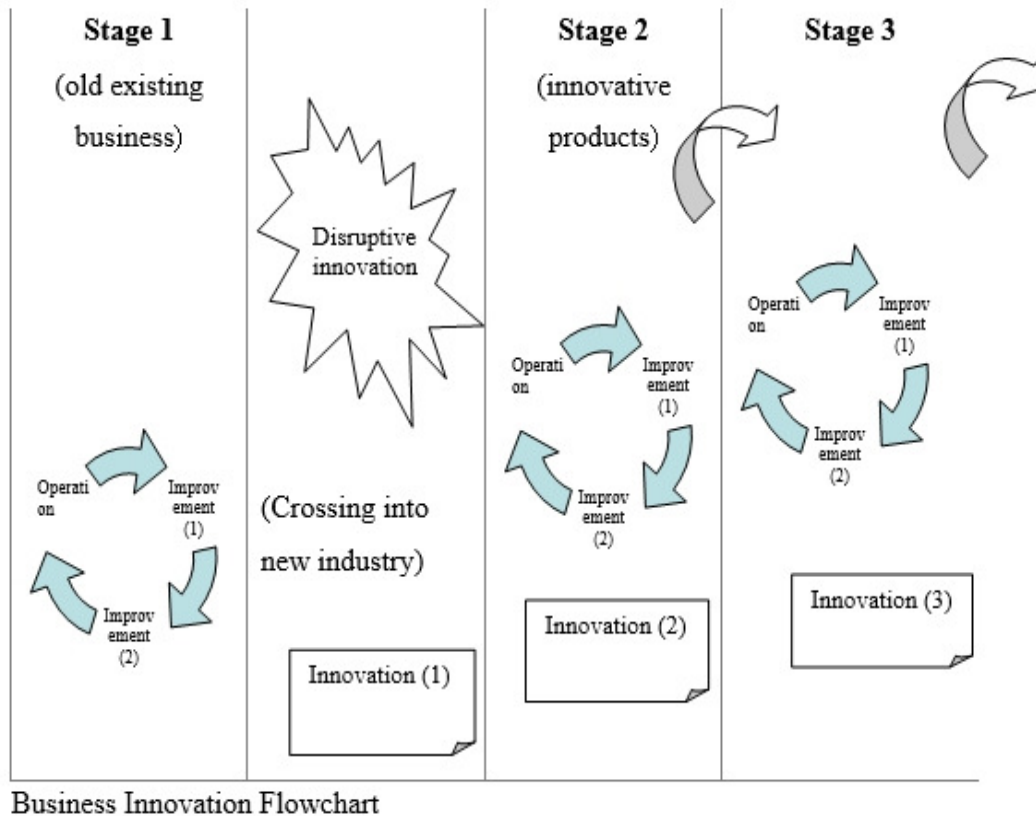 Stage 1
(old existing
business)
Operati
on
Improv
ement
(1)
Improv
ement
(2)
Disruptive
innovation
(Crossing into
new industry)
Innovation (1)
Stage 2
(innovative
products)
Operati
on
Improv
ement
(1)
Improv
ement
(2)
Innovation (2)
Stage 3
Operati
on
Improv
ement
(1)
Improv
ement
(2)
Innovation (3)
Business Innovation Flowchart